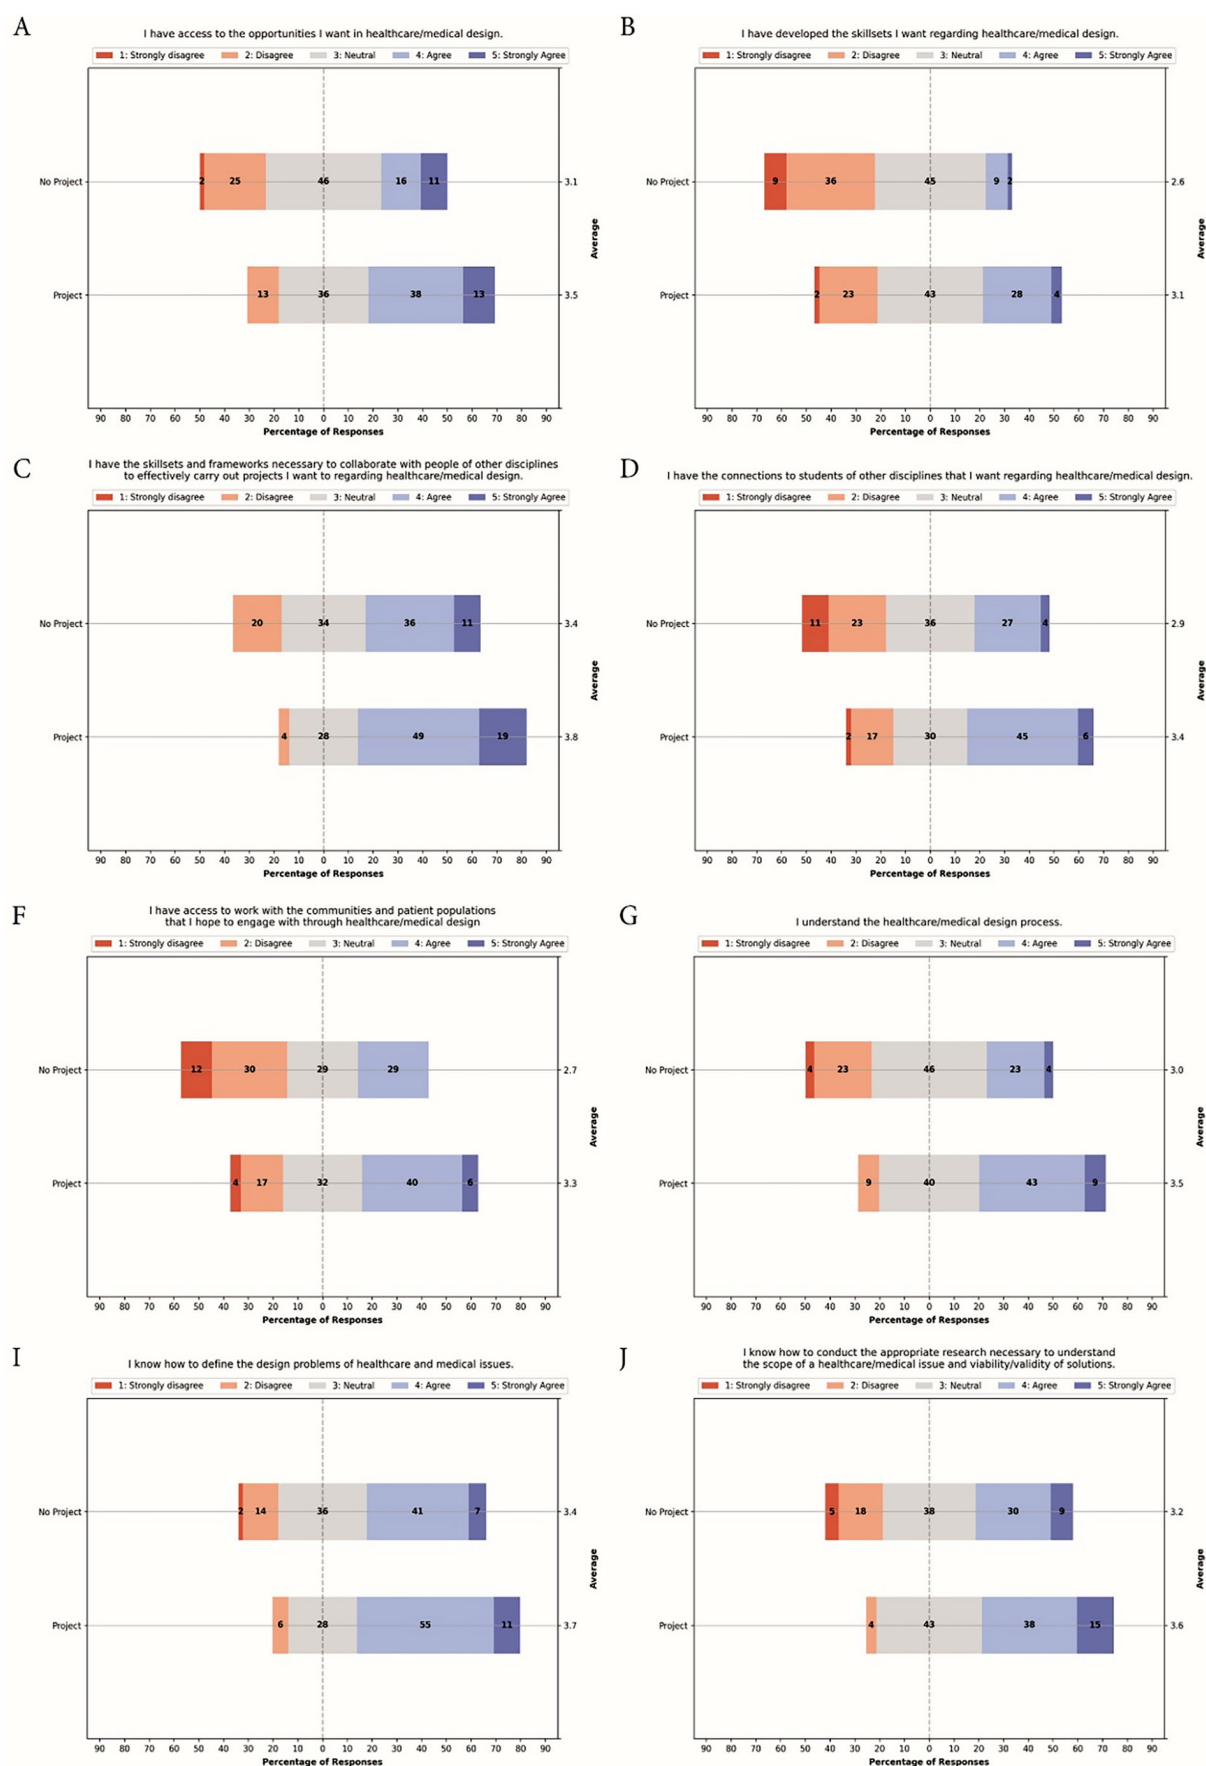 A
I have access to the opportunities I want in healthcare/medical design.
1: Strongly disagree 2: Disagree 3: Neutral 4: Agree 5: Strongly Agree
No Project 2 25 46 16 11 3.1
Average
Project 13 36 38 13 3.5
90 80 70 60 50 40 30 20 10 0 10 20 30 40 50 60 70 80 90
Percentage of Responses
B
I have developed the skillsets I want regarding healthcare/medical design.
1: Strongly disagree 2: Disagree 3: Neutral 4: Agree 5: Strongly Agree
No Project 9 36 45 9 2 2.6
Average
Project 2 23 43 28 4 3.1
90 80 70 60 50 40 30 20 10 0 10 20 30 40 50 60 70 80 90
Percentage of Responses
C
I have the skillsets and frameworks necessary to collaborate with people of other disciplines
to effectively carry out projects I want to regarding healthcare/medical design.
1: Strongly disagree 2: Disagree 3: Neutral 4: Agree 5: Strongly Agree
No Project 20 34 36 11 3.4
Average
Project 4 28 49 19 3.8
90 80 70 60 50 40 30 20 10 0 10 20 30 40 50 60 70 80 90
Percentage of Responses
D
I have the connections to students of other disciplines that I want regarding healthcare/medical design.
1: Strongly disagree 2: Disagree 3: Neutral 4: Agree 5: Strongly Agree
No Project 11 23 36 27 4 2.9
Average
Project 2 17 30 45 6 3.4
90 80 70 60 50 40 30 20 10 0 10 20 30 40 50 60 70 80 90
Percentage of Responses
F
I have access to work with the communities and patient populations
that I hope to engage with through healthcare/medical design
1: Strongly disagree 2: Disagree 3: Neutral 4: Agree 5: Strongly Agree
No Project 12 30 29 29 2.7
Average
Project 4 17 32 40 6 3.3
90 80 70 60 50 40 30 20 10 0 10 20 30 40 50 60 70 80 90
Percentage of Responses
G
I understand the healthcare/medical design process.
1: Strongly disagree 2: Disagree 3: Neutral 4: Agree 5: Strongly Agree
No Project 4 23 46 23 4 3.0
Average
Project 9 40 43 9 3.5
90 80 70 60 50 40 30 20 10 0 10 20 30 40 50 60 70 80 90
Percentage of Responses
I
I know how to define the design problems of healthcare and medical issues.
1: Strongly disagree 2: Disagree 3: Neutral 4: Agree 5: Strongly Agree
No Project 2 14 36 41 7 3.4
Average
Project 6 28 55 11 3.7
90 80 70 60 50 40 30 20 10 0 10 20 30 40 50 60 70 80 90
Percentage of Responses
J
I know how to conduct the appropriate research necessary to understand
the scope of a healthcare/medical issue and viability/validity of solutions.
1: Strongly disagree 2: Disagree 3: Neutral 4: Agree 5: Strongly Agree
No Project 5 18 38 30 9 3.2
Average
Project 4 43 38 15 3.6
90 80 70 60 50 40 30 20 10 0 10 20 30 40 50 60 70 80 90
Percentage of Responses